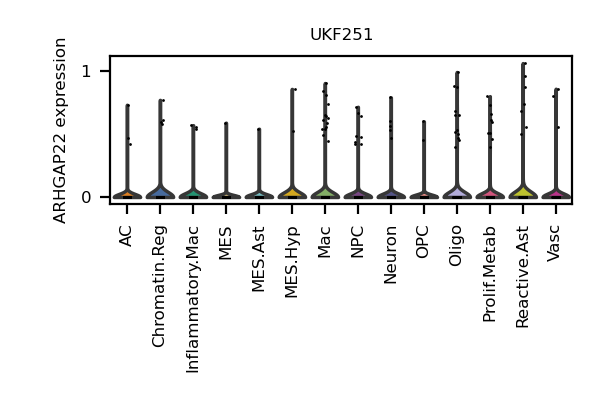 UKF251
ARHGAP22 expression
1
0
AC
Chromatin.Reg
Inflammatory.Mac
MES
MES.Ast
MES.Hyp
Mac
NPC
Neuron
OPC
Oligo
Prolif.Metab
Reactive.Ast
Vasc